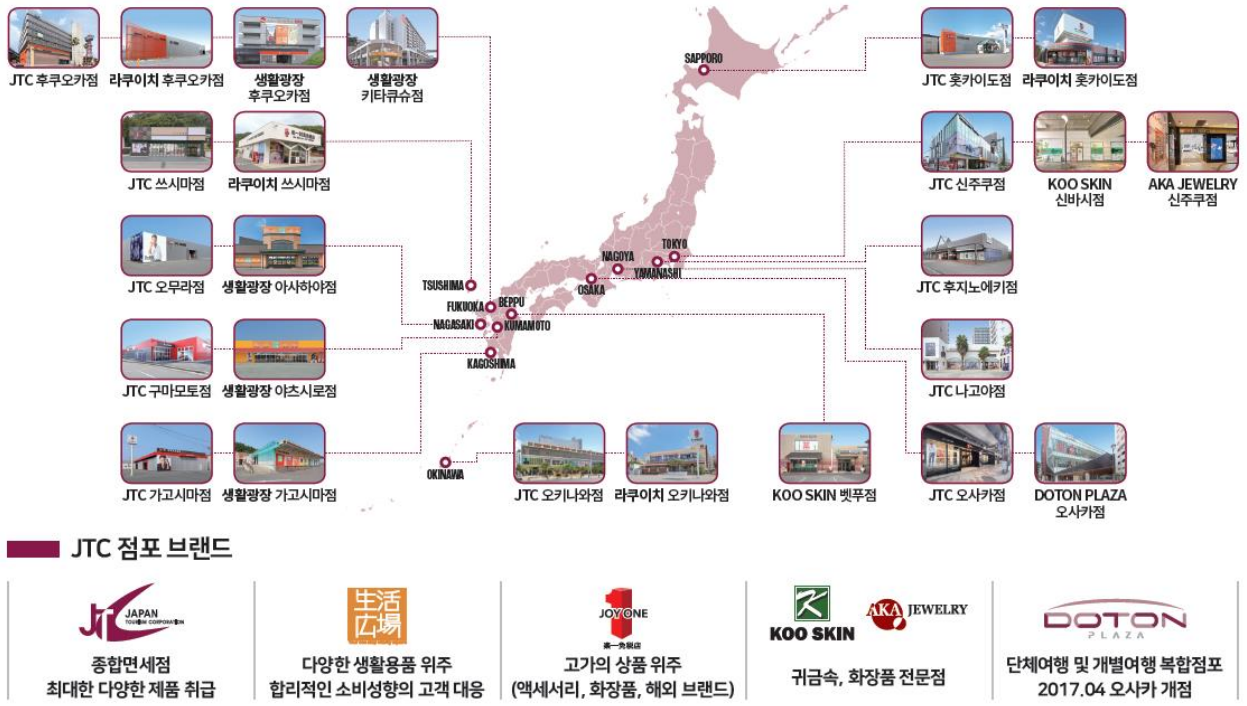 JTC 후쿠오카점
라쿠이치 후쿠오카점
생활광장
후쿠오카점
생활광장
키타큐슈점
JTC 쓰시마점
라쿠이치 쓰시마점
JTC 오무라점
생활광장 아사하야점
JTC 구마모토점
생활광장 야츠시로점
JTC 가고시마점
생활광장 가고시마점
SAPPORO
TOKYO
NAGOYA
YAMANASHI
OSAKA
TSUSHIMA
FUKUOKA
BEPPU
NAGASAKI
KUMAMOTO
KAGOSHIMA
OKINAWA
JTC 홋카이도점
라쿠이치 홋카이도점
JTC 신주쿠점
KOO SKIN
신바시점
AKA JEWELRY
신주쿠점
JTC 후지노에키점
JTC 나고야점
JTC 오키나와점
라쿠이치 오키나와점
KOO SKIN 벳푸점
JTC 오사카점
DOTON PLAZA
오사카점
JTC 점포 브랜드
JTC
JAPAN
TOURISM CORPORATION
종합면세점
최대한 다양한 제품 취급
生活
広場
다양한 생활용품 위주
합리적인 소비성향의 고객 대응
JOY ONE
楽一免税店
고가의 상품 위주
(액세서리, 화장품, 해외 브랜드)
K
KOO SKIN
AKA JEWELRY
귀금속, 화장품 전문점
DOTON
PLAZA
단체여행 및 개별여행 복합점포
2017.04 오사카 개점